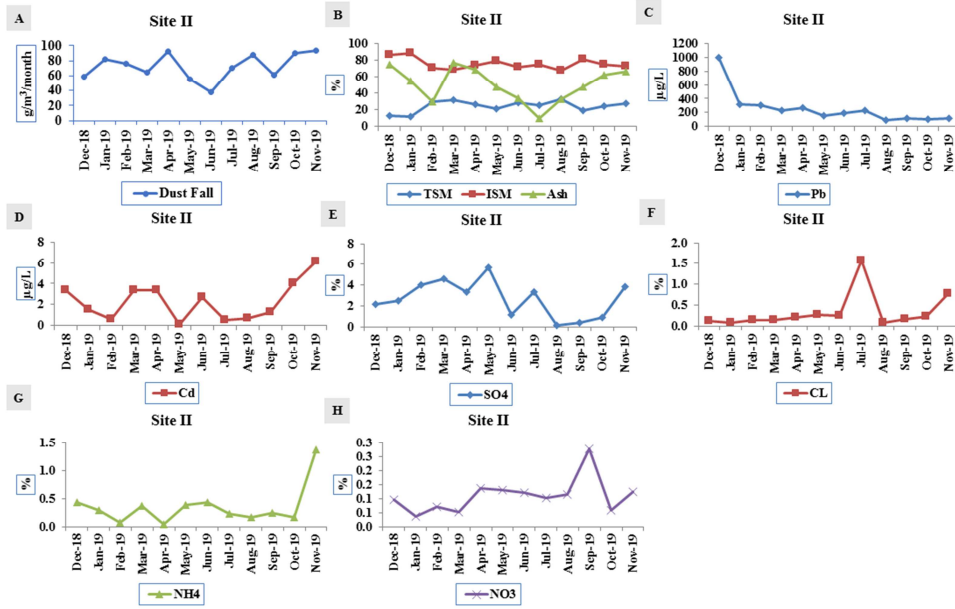 A
Site II
g/m³/month
100
80
60
40
20
0
Dec-18
Jan-19
Feb-19
Mar-19
Apr-19
May-19
Jun-19
Jul-19
Aug-19
Sep-19
Oct-19
Nov-19
Dust Fall
B
Site II
%
100
80
60
40
20
0
Dec-18
Jan-19
Feb-19
Mar-19
Apr-19
May-19
Jun-19
Jul-19
Aug-19
Sep-19
Oct-19
Nov-19
TSM ISM Ash
C
Site II
µg/L
1200
1000
800
600
400
200
0
Dec-18
Jan-19
Feb-19
Mar-19
Apr-19
May-19
Jun-19
Jul-19
Aug-19
Sep-19
Oct-19
Nov-19
Pb
D
Site II
µg/L
8
6
4
2
0
Dec-18
Jan-19
Feb-19
Mar-19
Apr-19
May-19
Jun-19
Jul-19
Aug-19
Sep-19
Oct-19
Nov-19
Cd
E
Site II
%
8
6
4
2
0
Dec-18
Jan-19
Feb-19
Mar-19
Apr-19
May-19
Jun-19
Jul-19
Aug-19
Sep-19
Oct-19
Nov-19
SO4
F
Site II
%
2.0
1.5
1.0
0.5
0.0
Dec-18
Jan-19
Feb-19
Mar-19
Apr-19
May-19
Jun-19
Jul-19
Aug-19
Sep-19
Oct-19
Nov-19
CL
G
Site II
%
1.5
1.0
0.5
0.0
Dec-18
Jan-19
Feb-19
Mar-19
Apr-19
May-19
Jun-19
Jul-19
Aug-19
Sep-19
Oct-19
Nov-19
NH4
H
Site II
%
0.3
0.3
0.2
0.2
0.1
0.1
0.0
Dec-18
Jan-19
Feb-19
Mar-19
Apr-19
May-19
Jun-19
Jul-19
Aug-19
Sep-19
Oct-19
Nov-19
NO3